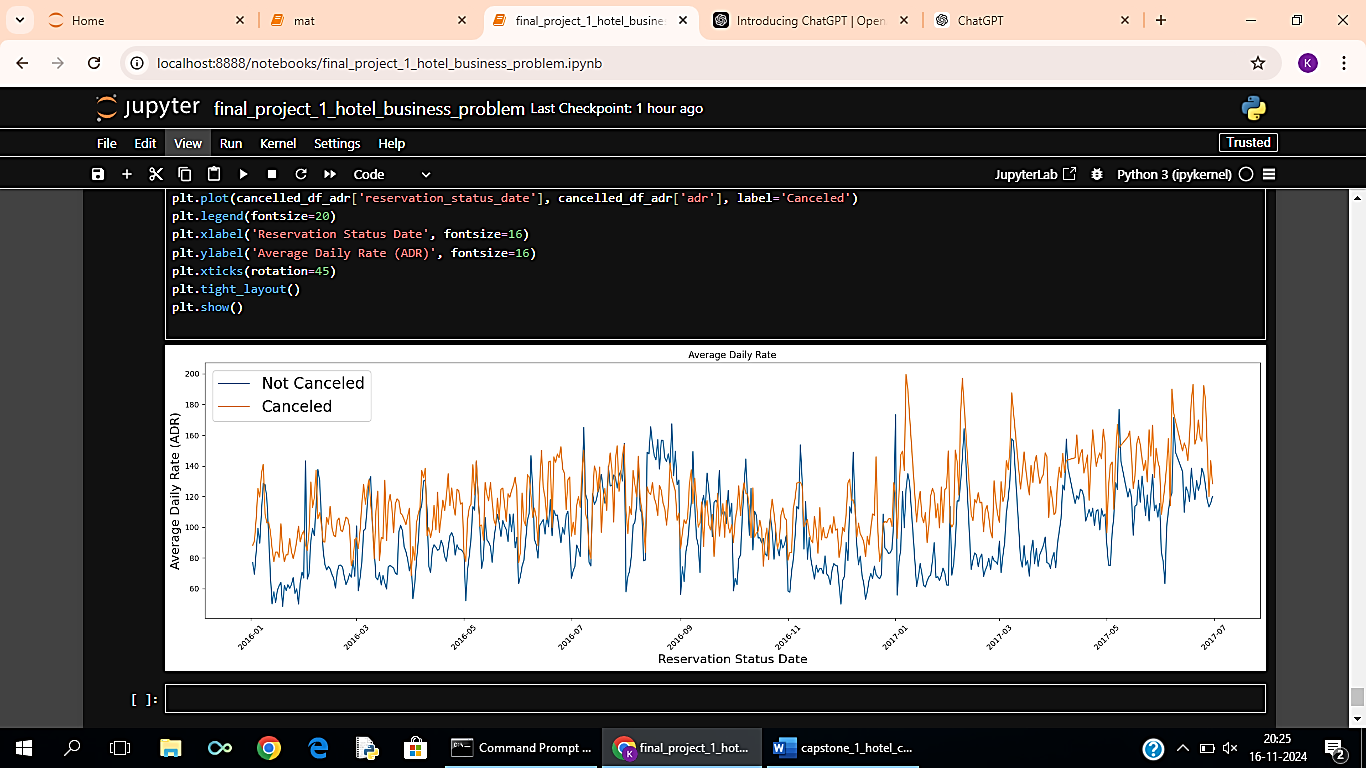 Home
mat
final_project_1_hotel_busine
Introducing ChatGPT | Open
ChatGPT
localhost:8888/notebooks/final_project_1_hotel_business_problem.ipynb
K
jupyter final_project_1_hotel_business_problem Last Checkpoint: 1 hour ago
File Edit View Run Kernel Settings Help
Trusted
Code
JupyterLab
Python 3 (ipykernel)
plt.plot(cancelled_df_adr['reservation_status_date'], cancelled_df_adr['adr'], label='Canceled')
plt.legend(fontsize=20)
plt.xlabel('Reservation Status Date', fontsize=16)
plt.ylabel('Average Daily Rate (ADR)', fontsize=16)
plt.xticks(rotation=45)
plt.tight_layout()
plt.show()
Average Daily Rate
Not Canceled
Canceled
Average Daily Rate (ADR)
200
180
160
140
120
100
80
60
2016-01
2016-03
2016-05
2016-07
2016-09
2016-11
2017-01
2017-03
2017-05
2017-07
Reservation Status Date
[ ]:
Command Prompt ...
K
final_project_1_hot...
capstone_1_hotel_c...
20:25
16-11-2024
2